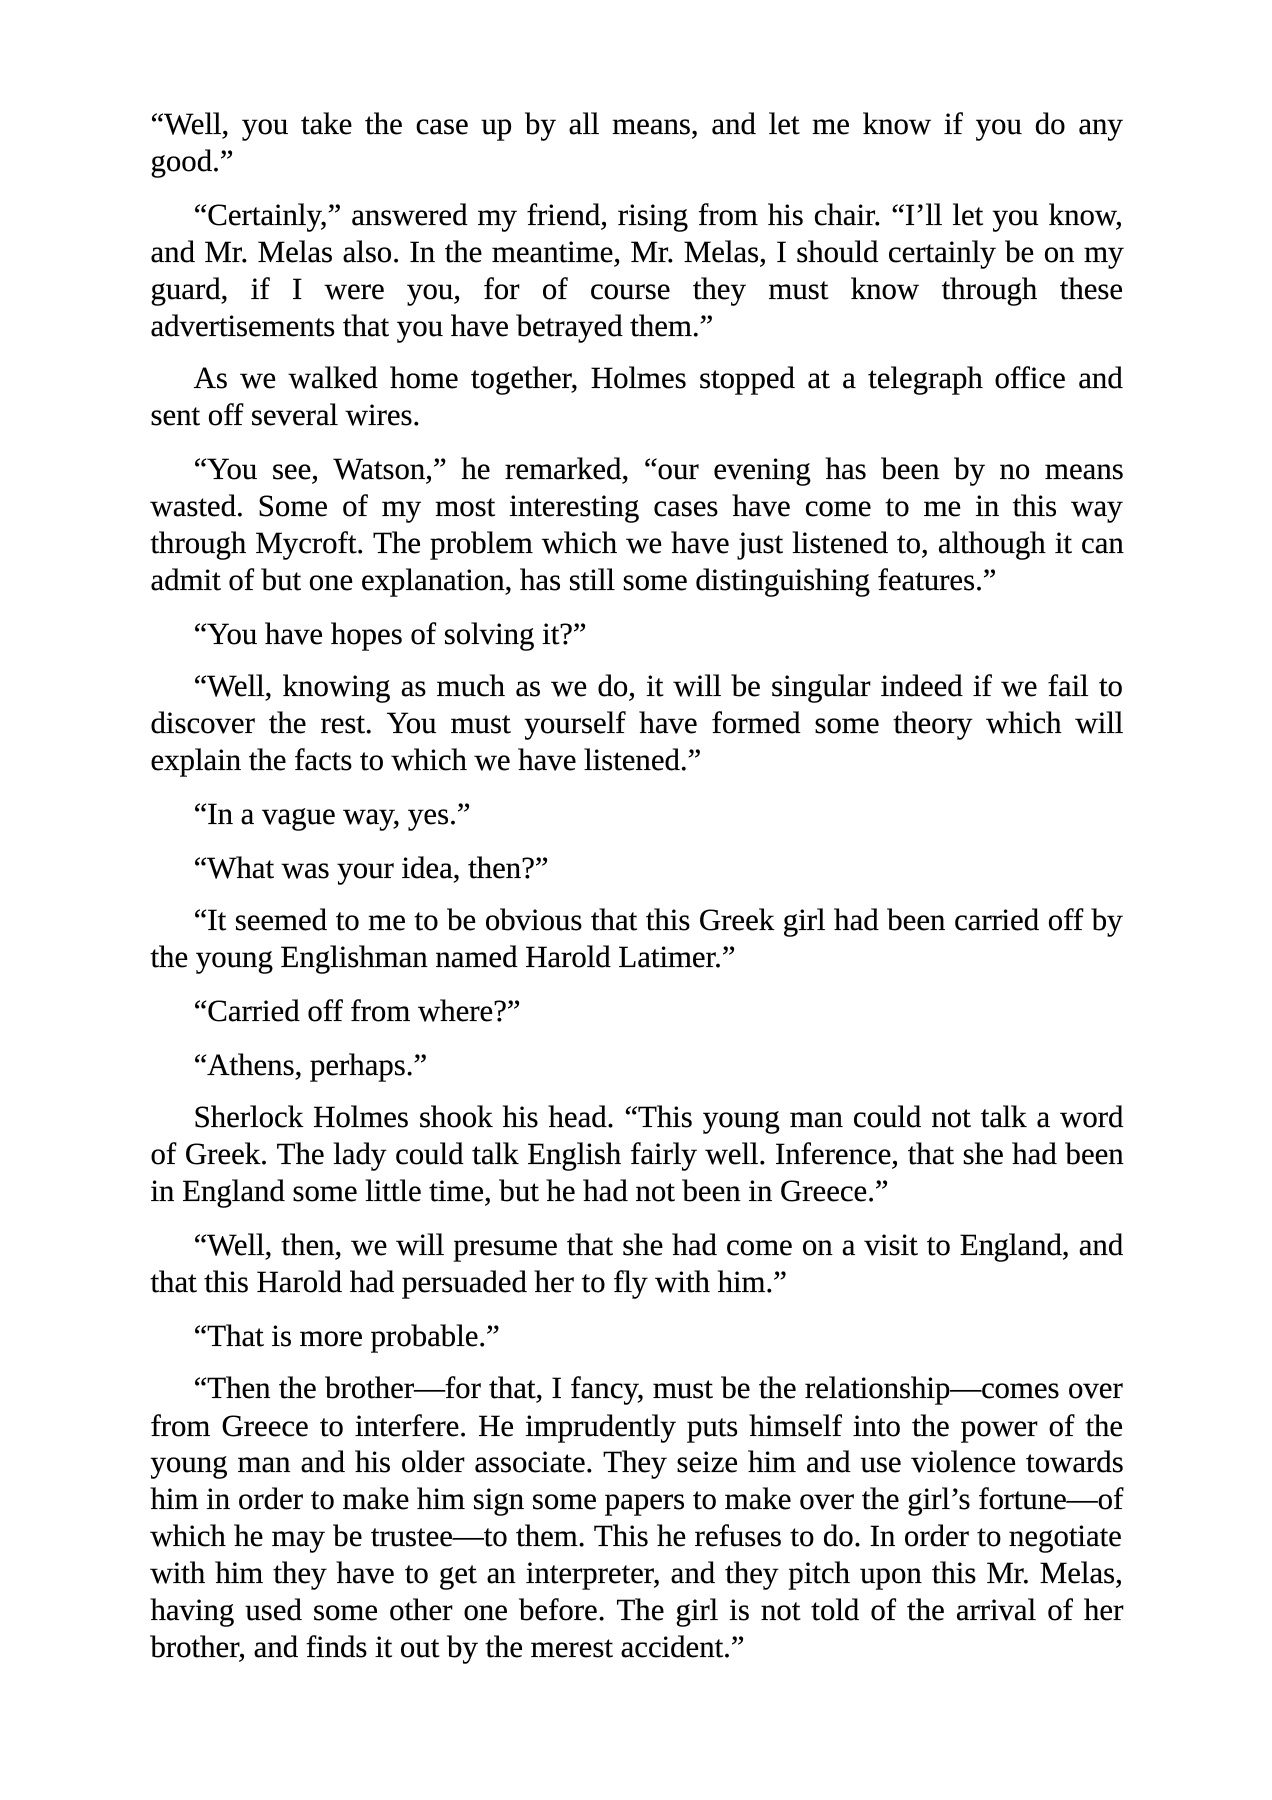 “Well, you take the case up by all means, and let me know if you do any
good.”
“Certainly,” answered my friend, rising from his chair. “I’ll let you know,
and Mr. Melas also. In the meantime, Mr. Melas, I should certainly be on my
guard, if I were you, for of course they must know through these
advertisements that you have betrayed them.”
As we walked home together, Holmes stopped at a telegraph office and
sent off several wires.
“You see, Watson,” he remarked, “our evening has been by no means
wasted. Some of my most interesting cases have come to me in this way
through Mycroft. The problem which we have just listened to, although it can
admit of but one explanation, has still some distinguishing features.”
“You have hopes of solving it?”
“Well, knowing as much as we do, it will be singular indeed if we fail to
discover the rest. You must yourself have formed some theory which will
explain the facts to which we have listened.”
“In a vague way, yes.”
“What was your idea, then?”
“It seemed to me to be obvious that this Greek girl had been carried off by
the young Englishman named Harold Latimer.”
“Carried off from where?”
“Athens, perhaps.”
Sherlock Holmes shook his head. “This young man could not talk a word
of Greek. The lady could talk English fairly well. Inference, that she had been
in England some little time, but he had not been in Greece.”
“Well, then, we will presume that she had come on a visit to England, and
that this Harold had persuaded her to fly with him.”
“That is more probable.”
“Then the brother—for that, I fancy, must be the relationship—comes over
from Greece to interfere. He imprudently puts himself into the power of the
young man and his older associate. They seize him and use violence towards
him in order to make him sign some papers to make over the girl’s fortune—of
which he may be trustee—to them. This he refuses to do. In order to negotiate
with him they have to get an interpreter, and they pitch upon this Mr. Melas,
having used some other one before. The girl is not told of the arrival of her
brother, and finds it out by the merest accident.”